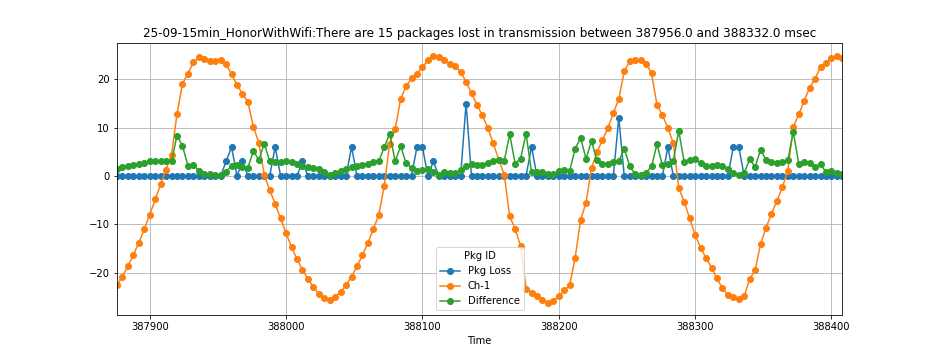 25-09-15min_HonorWithWifi:There are 15 packages lost in transmission between 387956.0 and 388332.0 msec
20
10
0
−10
−20
Pkg ID
Pkg Loss
Ch-1
Difference
387900 388000 388100 388200 388300 388400
Time